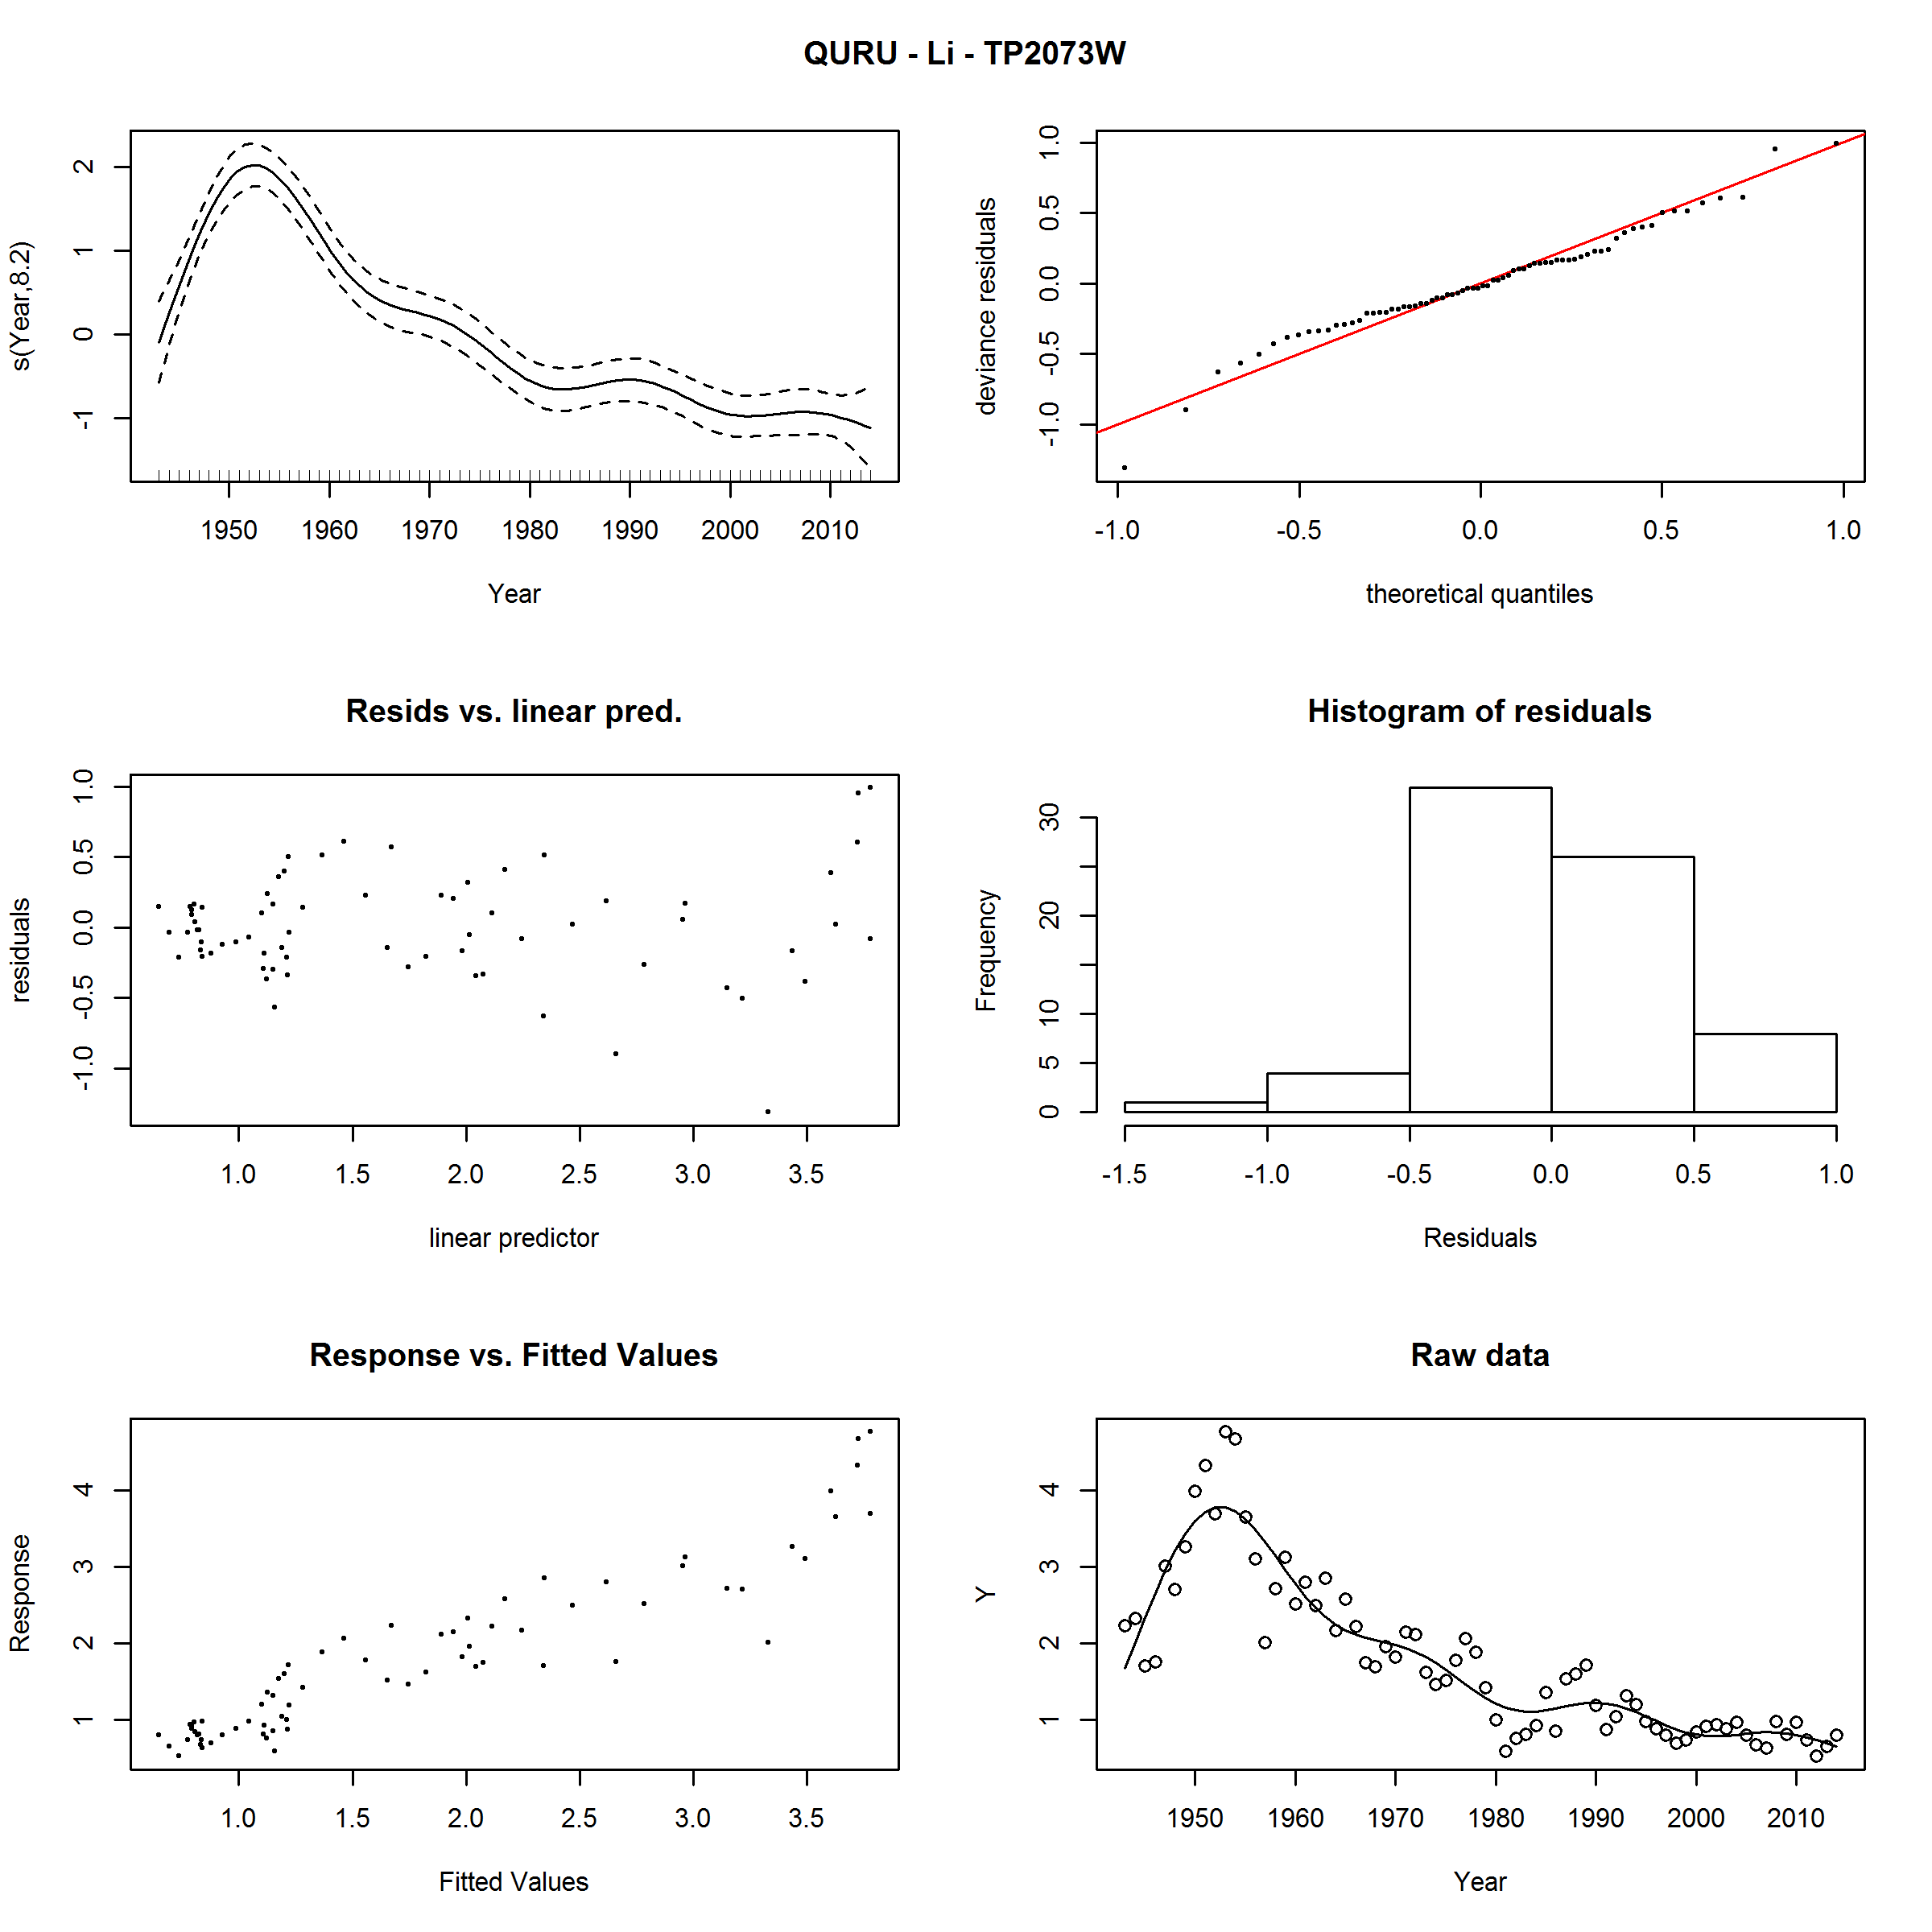 QURU - Li - TP2073W
s(Year,8.2)
2
1
0
-1
1950 1960 1970 1980 1990 2000 2010
Year
deviance residuals
1.0
0.5
0.0
-0.5
-1.0
-1.0 -0.5 0.0 0.5 1.0
theoretical quantiles
Resids vs. linear pred.
residuals
1.0
0.5
0.0
-0.5
-1.0
1.0 1.5 2.0 2.5 3.0 3.5
linear predictor
Histogram of residuals
Frequency
30
20
10
5
0
-1.5 -1.0 -0.5 0.0 0.5 1.0
Residuals
Response vs. Fitted Values
Response
4
3
2
1
1.0 1.5 2.0 2.5 3.0 3.5
Fitted Values
Raw data
Y
4
3
2
1
1950 1960 1970 1980 1990 2000 2010
Year